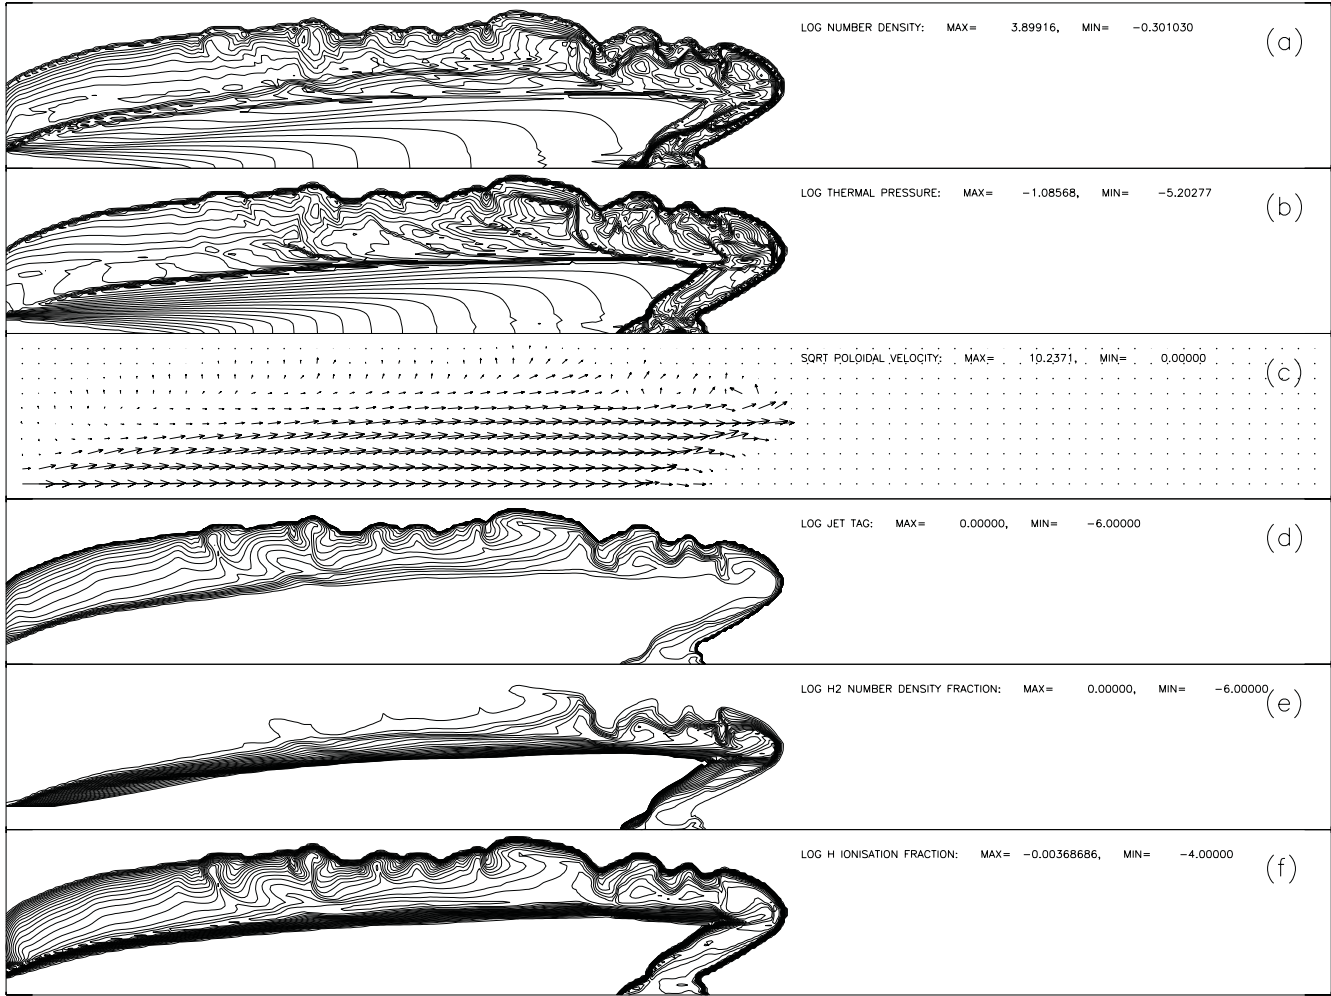 LOG NUMBER DENSITY: MAX= 3.89916, MIN= -0.301030 (a)
LOG THERMAL PRESSURE: MAX= -1.08568, MIN= -5.20277 (b)
SQRT POLOIDAL VELOCITY: MAX= 10.2371, MIN= 0.00000 (c)
LOG JET TAG: MAX= 0.00000, MIN= -6.00000 (d)
LOG H2 NUMBER DENSITY FRACTION: MAX= 0.00000, MIN= -6.00000 (e)
LOG H IONISATION FRACTION: MAX= -0.00368686, MIN= -4.00000 (f)